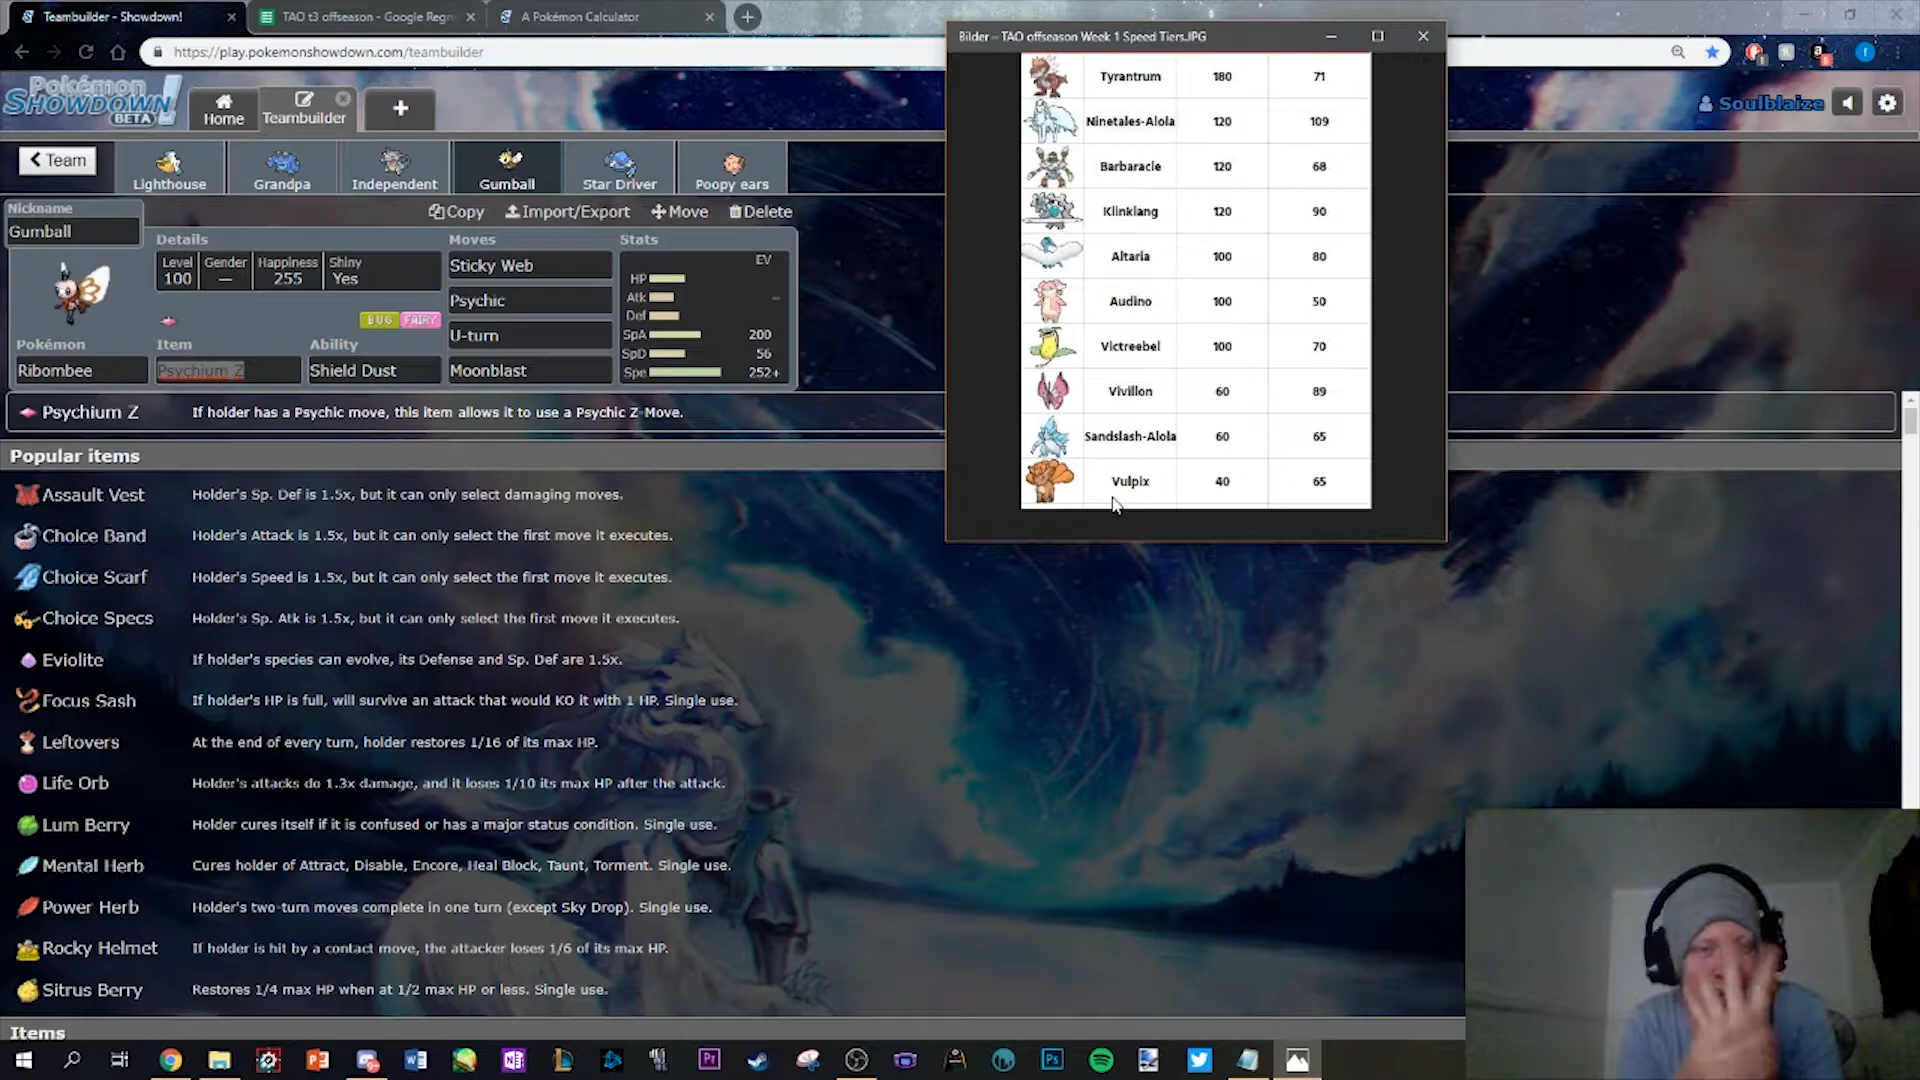 Teambuilder - Showdown!
TAO t3 offseason - Google Regn
A Pokémon Calculator
https://play.pokemonshowdown.com/teambuilder
Bilder – TAO offseason Week 1 Speed Tiers.JPG
Pokémon
SHOWDOWN!
BETA
Home
Teambuilder
Soulblaize
Team
Lighthouse
Grandpa
Independent
Gumball
Star Driver
Poopy ears
Nickname
Gumball
Copy
Import/Export
Move
Delete
Details
Level
100
Gender
—
Happiness
255
Shiny
Yes
BUG FAIRY
Pokémon
Ribombee
Item
Psychium Z
Ability
Shield Dust
Moves
Sticky Web
Psychic
U-turn
Moonblast
Stats
EV
HP
Atk
Def
SpA 200
SpD 56
Spe 252+
Tyrantrum 180 71
Ninetales-Alola 120 109
Barbaracle 120 68
Klinklang 120 90
Altaria 100 80
Audino 100 50
Victreebel 100 70
Vivillon 60 89
Sandslash-Alola 60 65
Vulpix 40 65
Psychium Z If holder has a Psychic move, this item allows it to use a Psychic Z-Move.
Popular items
Assault Vest Holder's Sp. Def is 1.5x, but it can only select damaging moves.
Choice Band Holder's Attack is 1.5x, but it can only select the first move it executes.
Choice Scarf Holder's Speed is 1.5x, but it can only select the first move it executes.
Choice Specs Holder's Sp. Atk is 1.5x, but it can only select the first move it executes.
Eviolite If holder's species can evolve, its Defense and Sp. Def are 1.5x.
Focus Sash If holder's HP is full, will survive an attack that would KO it with 1 HP. Single use.
Leftovers At the end of every turn, holder restores 1/16 of its max HP.
Life Orb Holder's attacks do 1.3x damage, and it loses 1/10 its max HP after the attack.
Lum Berry Holder cures itself if it is confused or has a major status condition. Single use.
Mental Herb Cures holder of Attract, Disable, Encore, Heal Block, Taunt, Torment. Single use.
Power Herb Holder's two-turn moves complete in one turn (except Sky Drop). Single use.
Rocky Helmet If holder is hit by a contact move, the attacker loses 1/6 of its max HP.
Sitrus Berry Restores 1/4 max HP when at 1/2 max HP or less. Single use.
Items